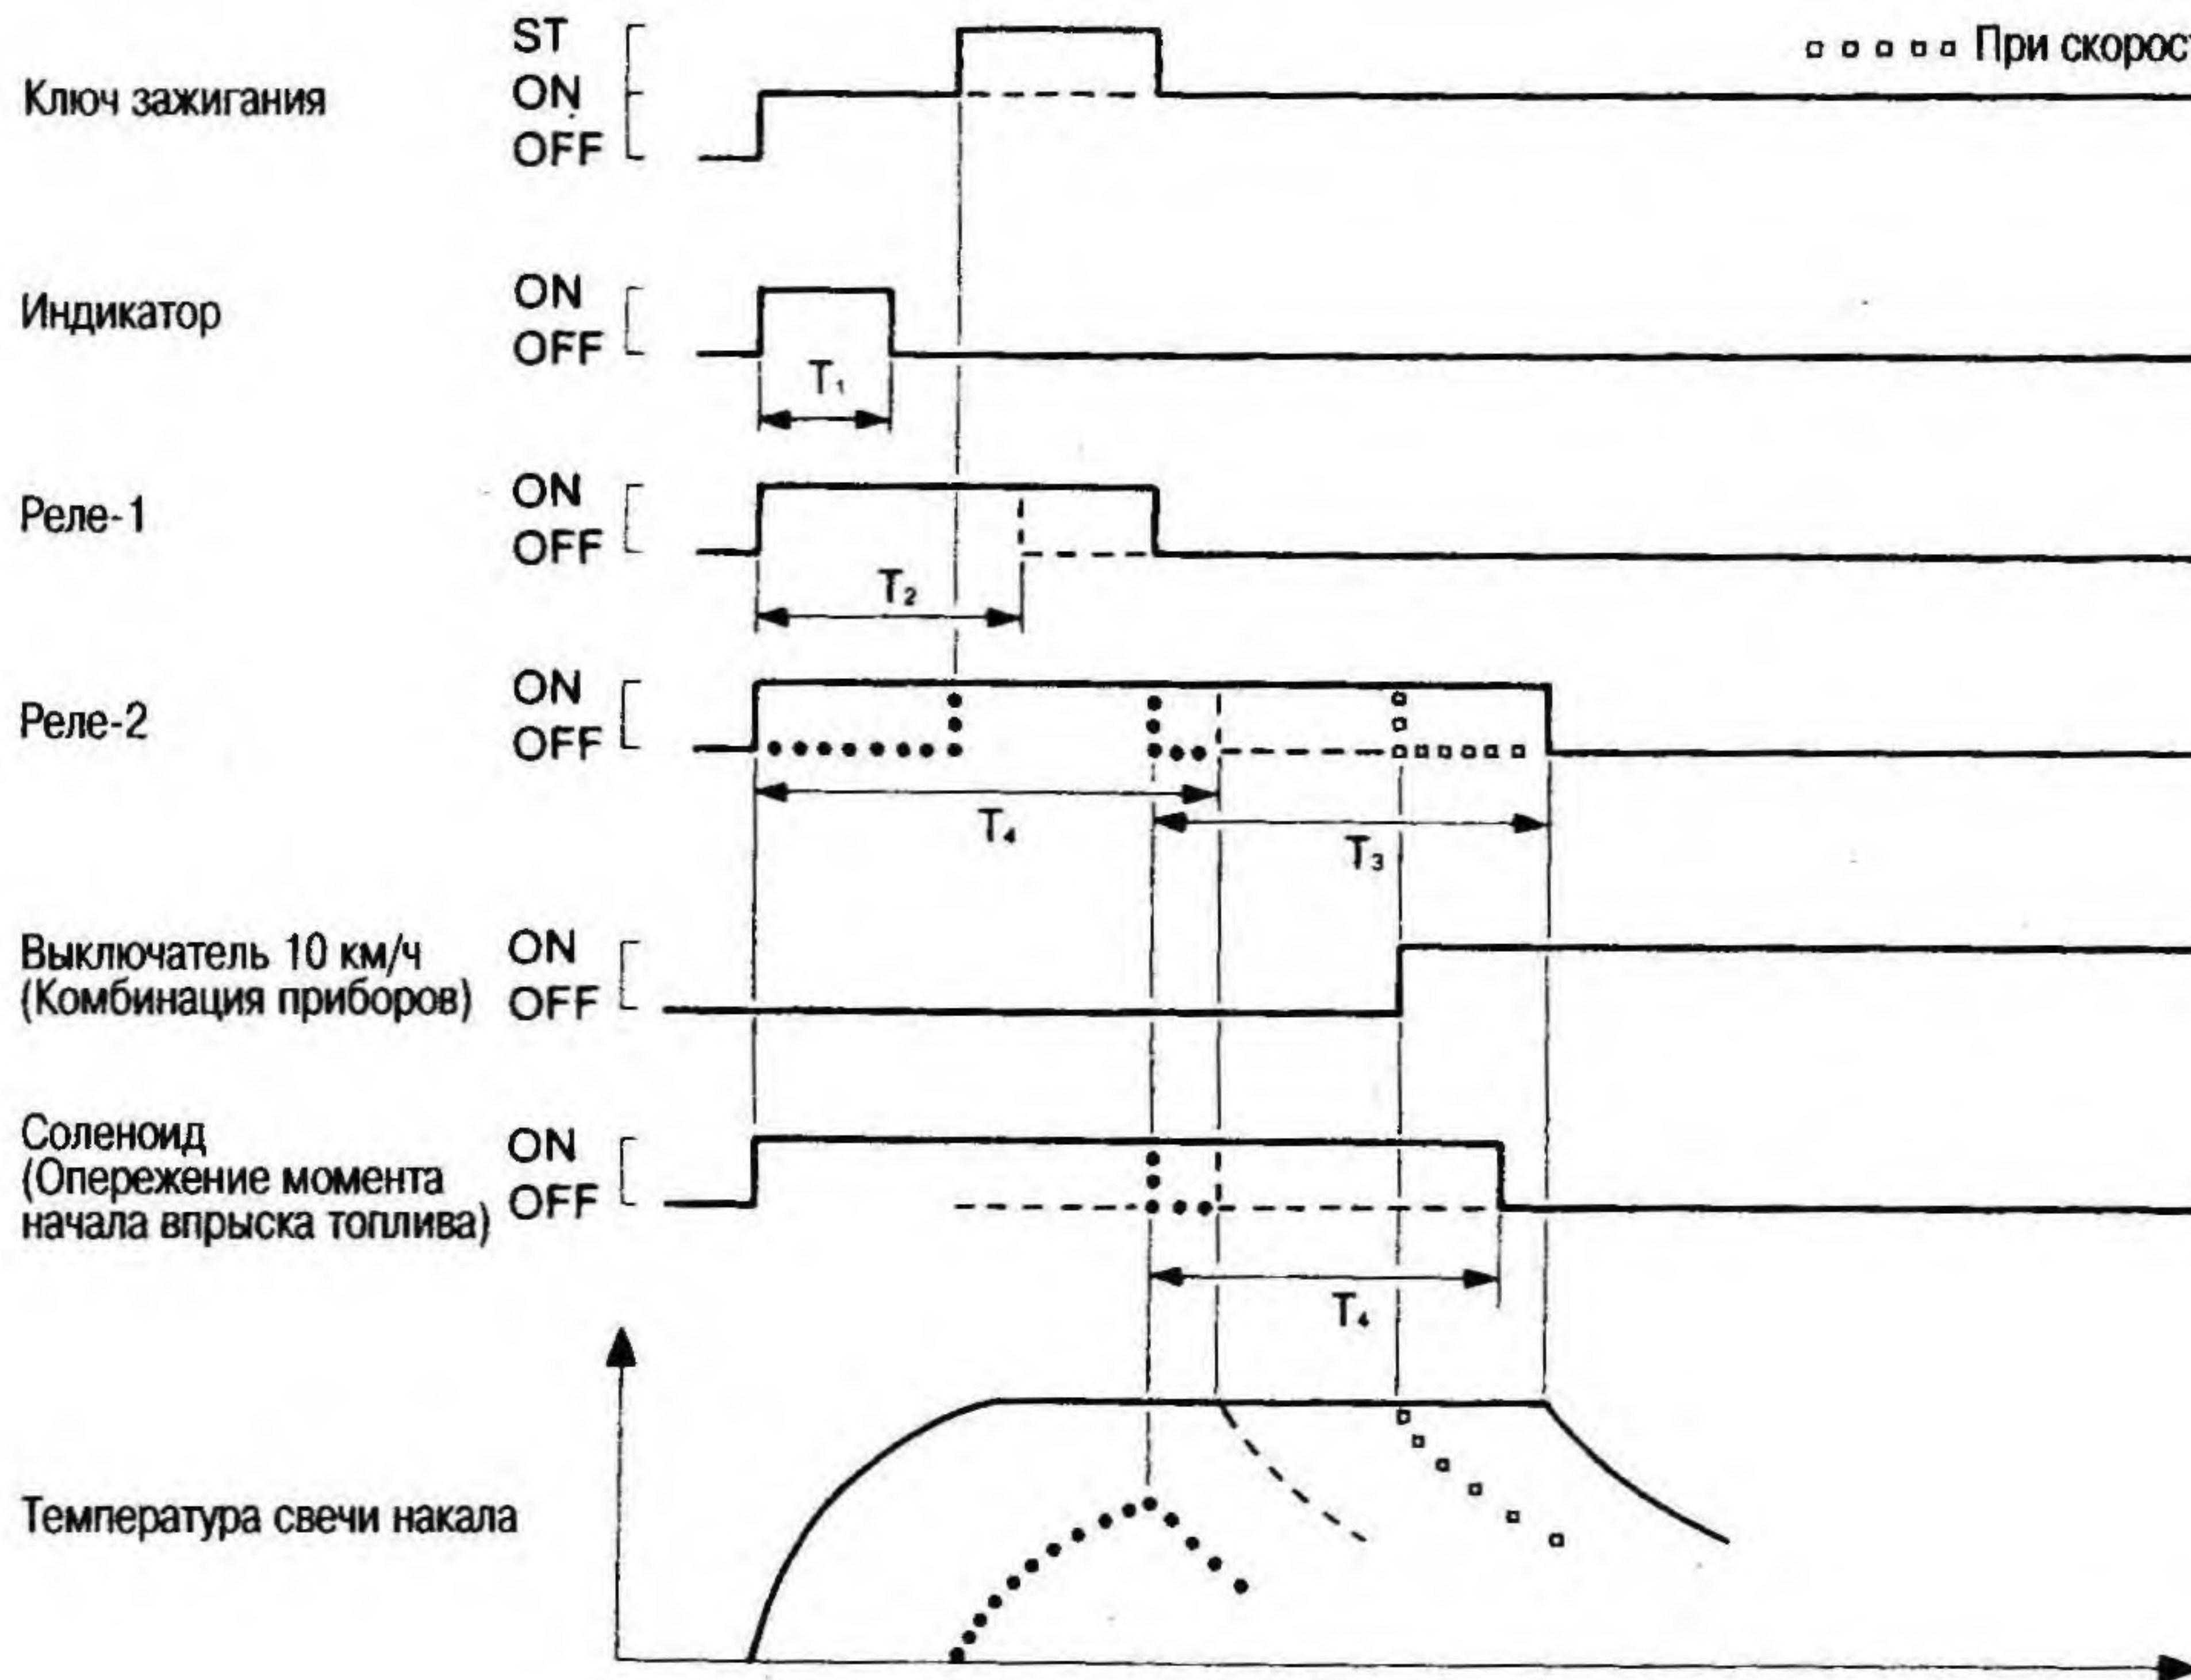 ST
Ключ зажигания ON
OFF
▫ ▫ ▫ ▫ ▫ При скорост
Индикатор
ON
OFF
T₁
Реле-1
ON
OFF
T₂
Реле-2
ON
OFF
T₄
T₃
Выключатель 10 км/ч
(Комбинация приборов)
ON
OFF
Соленоид
(Опережение момента
начала впрыска топлива)
ON
OFF
T₄
Температура свечи накала